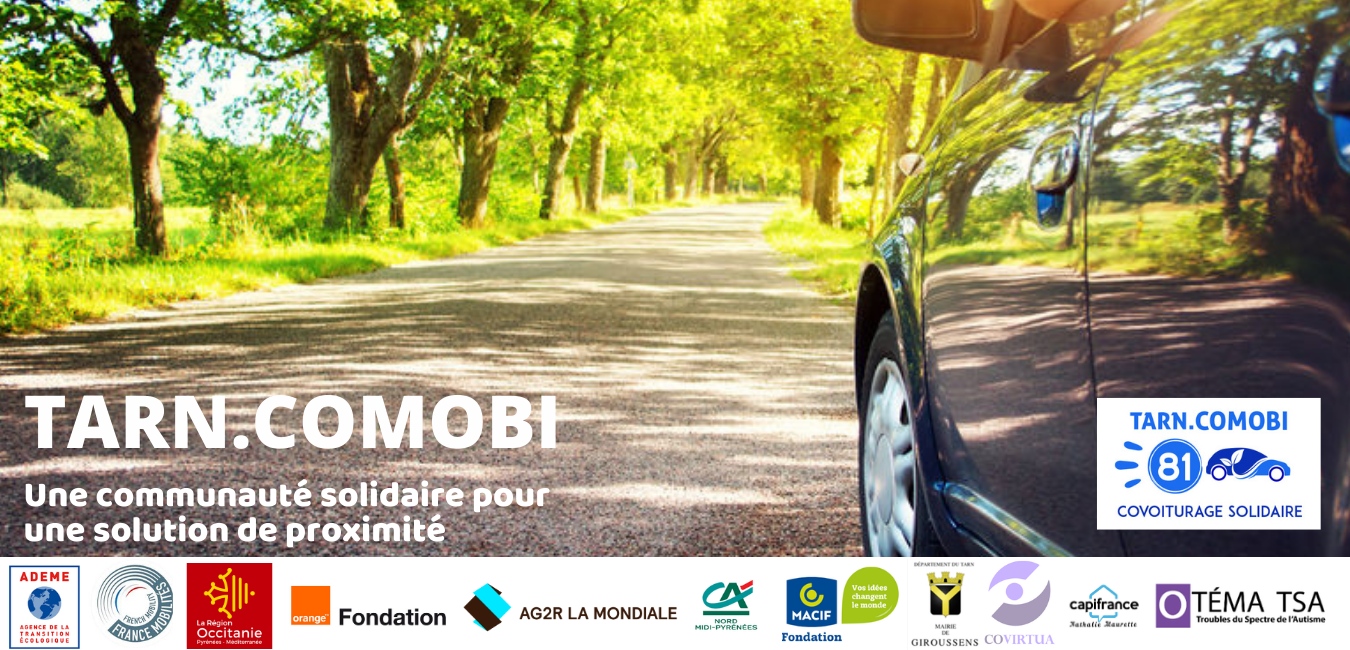 TARN.COMOBI
Une communauté solidaire pour
une solution de proximité
TARN.COMOBI
81
COVOITURAGE SOLIDAIRE
ADEME
AGENCE DE LA
TRANSITION
ÉCOLOGIQUE
FRENCH MOBILITY
FRANCE MOBILITÉS
La Région
Occitanie
Pyrénées - Méditerranée
orange
Fondation
AG2R LA MONDIALE
CA
NORD
MIDI-PYRÉNÉES
MACIF
Fondation
Vos idées
changent
le monde
DÉPARTEMENT DU TARN
MAIRIE
DE
GIROUSSENS
COVIRTUA
capifrance
Nathalie Maurette
OTÉMA TSA
Troubles du Spectre de l'Autisme